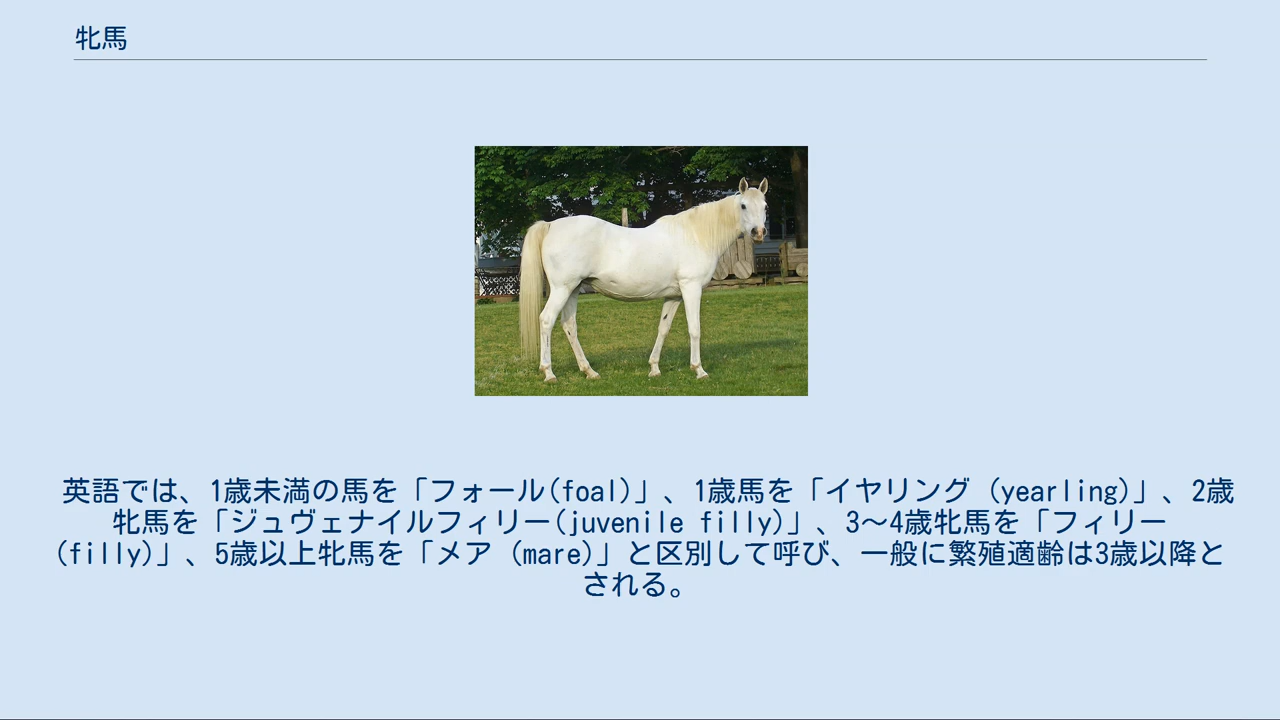 牝馬
英語では、1歳未満の馬を「フォール(foal)」、1歳馬を「イヤリング (yearling)」、2歳
牝馬を「ジュヴェナイルフィリー(juvenile filly)」、3〜4歳牝馬を「フィリー
(filly)」、5歳以上牝馬を「メア (mare)」と区別して呼び、一般に繁殖適齢は3歳以降と
される。